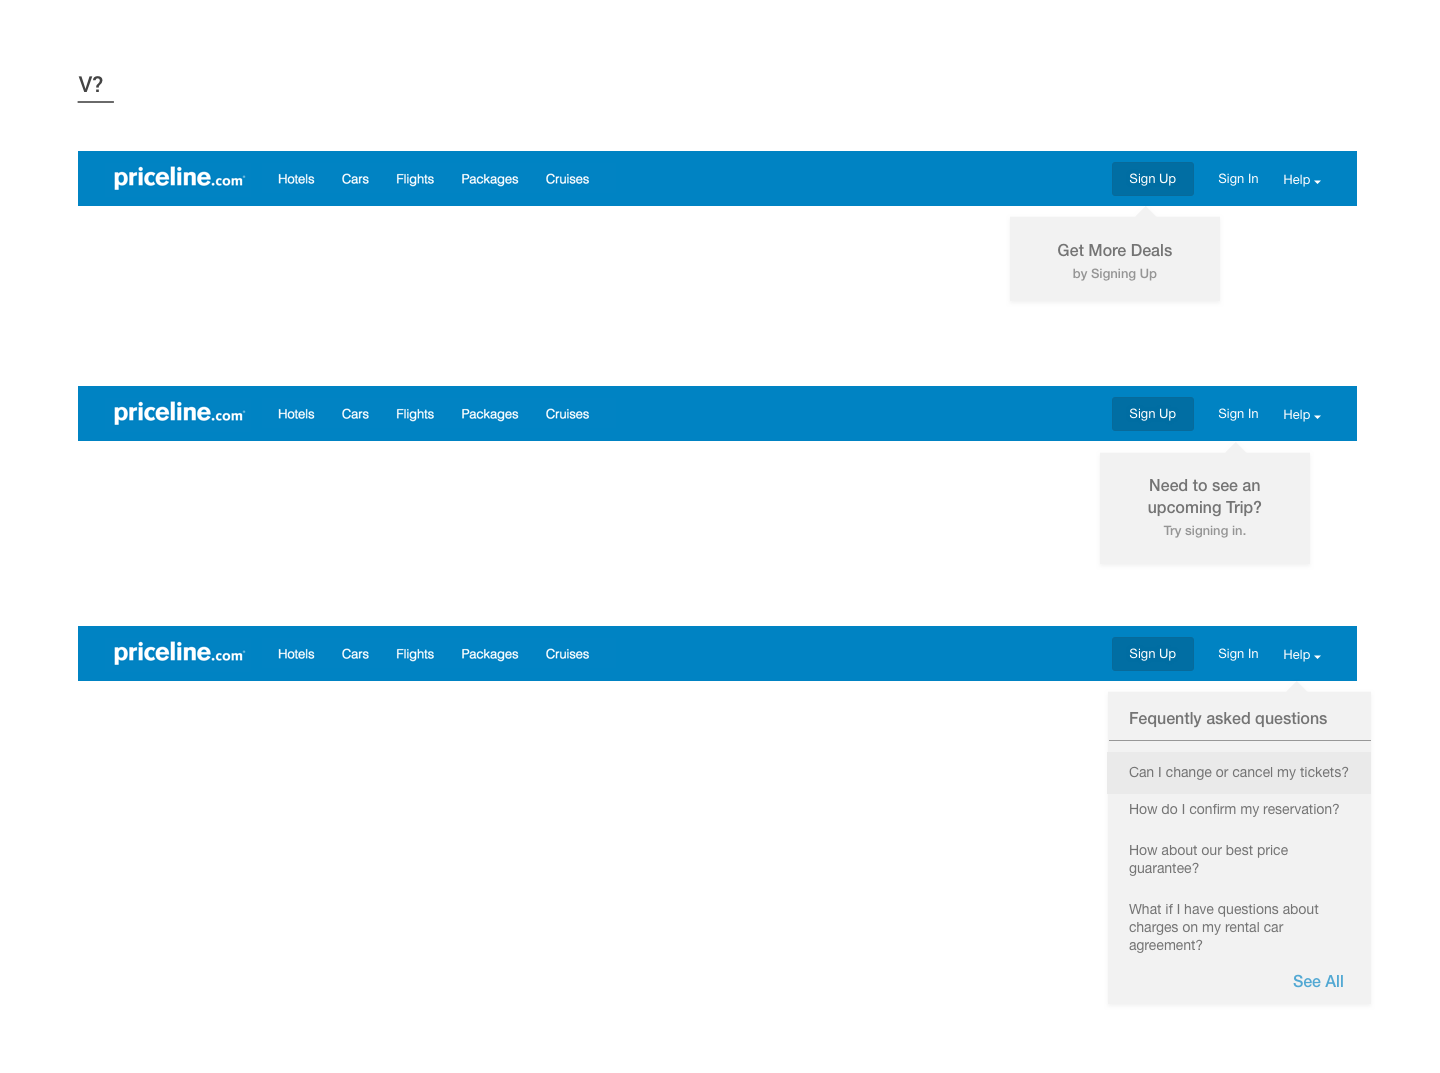 V?
priceline.com Hotels Cars Flights Packages Cruises Sign Up Sign In Help
Get More Deals
by Signing Up
priceline.com Hotels Cars Flights Packages Cruises Sign Up Sign In Help
Need to see an
upcoming Trip?
Try signing in.
priceline.com Hotels Cars Flights Packages Cruises Sign Up Sign In Help
Fequently asked questions
Can I change or cancel my tickets?
How do I confirm my reservation?
How about our best price
guarantee?
What if I have questions about
charges on my rental car
agreement?
See All